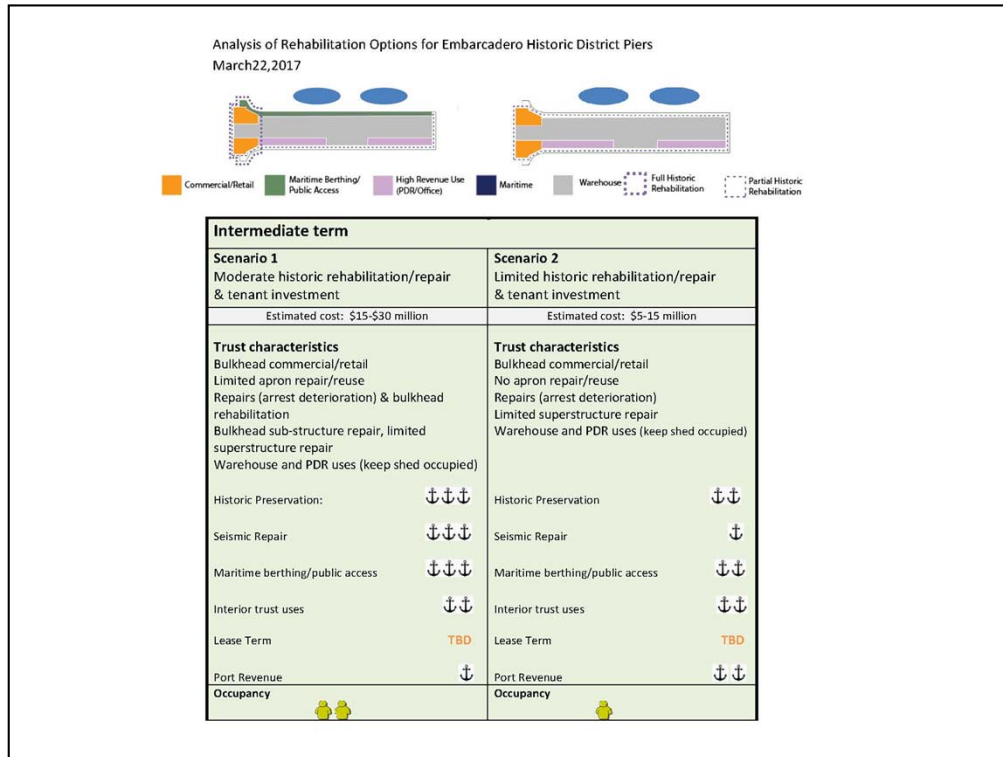 Analysis of Rehabilitation Options for Embarcadero Historic District Piers
March22,2017
Commercial/Retail
Maritime Berthing/
Public Access
High Revenue Use
(PDR/Office)
Maritime
Warehouse
Full Historic
Rehabilitation
Partial Historic
Rehabilitation
Intermediate term
Scenario 1
Moderate historic rehabilitation/repair
& tenant investment
Estimated cost: $15-$30 million
Trust characteristics
Bulkhead commercial/retail
Limited apron repair/reuse
Repairs (arrest deterioration) & bulkhead
rehabilitation
Bulkhead sub-structure repair, limited
superstructure repair
Warehouse and PDR uses (keep shed occupied)
Historic Preservation:
Seismic Repair
Maritime berthing/public access
Interior trust uses
Lease Term TBD
Port Revenue
Occupancy
Scenario 2
Limited historic rehabilitation/repair
& tenant investment
Estimated cost: $5-15 million
Trust characteristics
Bulkhead commercial/retail
No apron repair/reuse
Repairs (arrest deterioration)
Limited superstructure repair
Warehouse and PDR uses (keep shed occupied)
Historic Preservation
Seismic Repair
Maritime berthing/public access
Interior trust uses
Lease Term TBD
Port Revenue
Occupancy